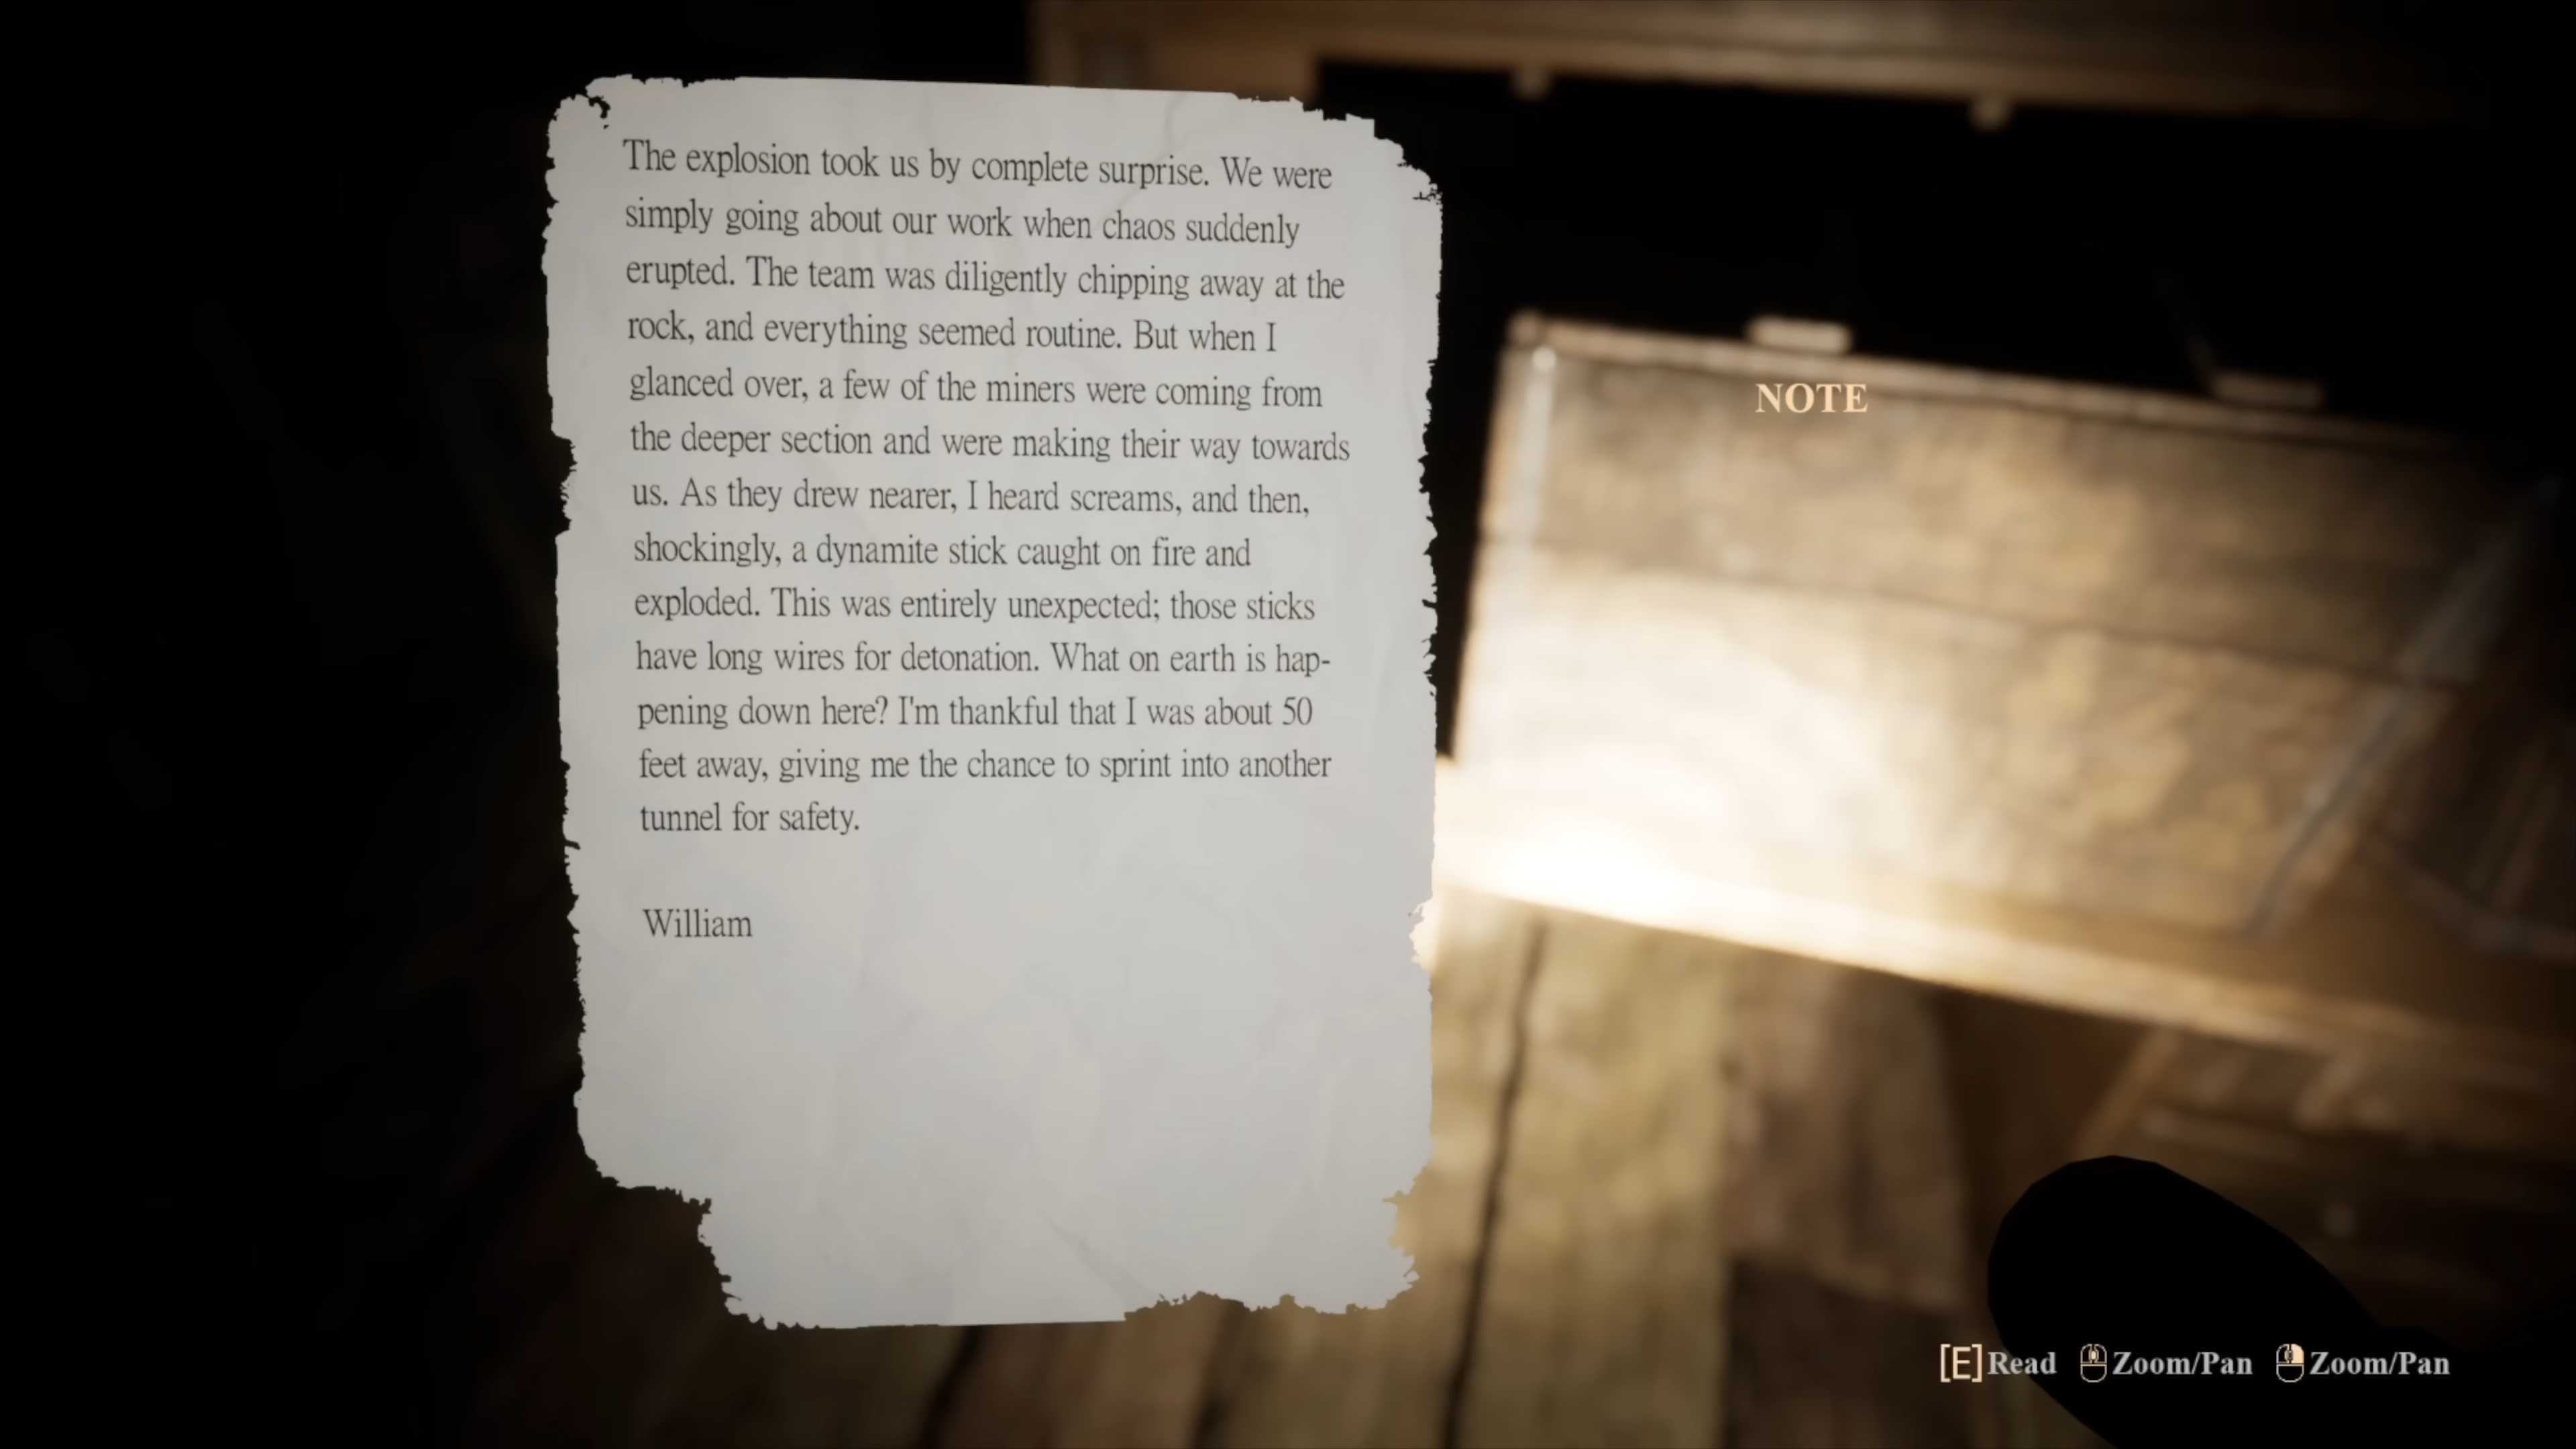 The explosion took us by complete surprise. We were
simply going about our work when chaos suddenly
erupted. The team was diligently chipping away at the
rock, and everything seemed routine. But when I
glanced over, a few of the miners were coming from
the deeper section and were making their way towards
us. As they drew nearer, I heard screams, and then,
shockingly, a dynamite stick caught on fire and
exploded. This was entirely unexpected; those sticks
have long wires for detonation. What on earth is hap-
pening down here? I'm thankful that I was about 50
feet away, giving me the chance to sprint into another
tunnel for safety.
William
NOTE
[E] Read Zoom/Pan Zoom/Pan